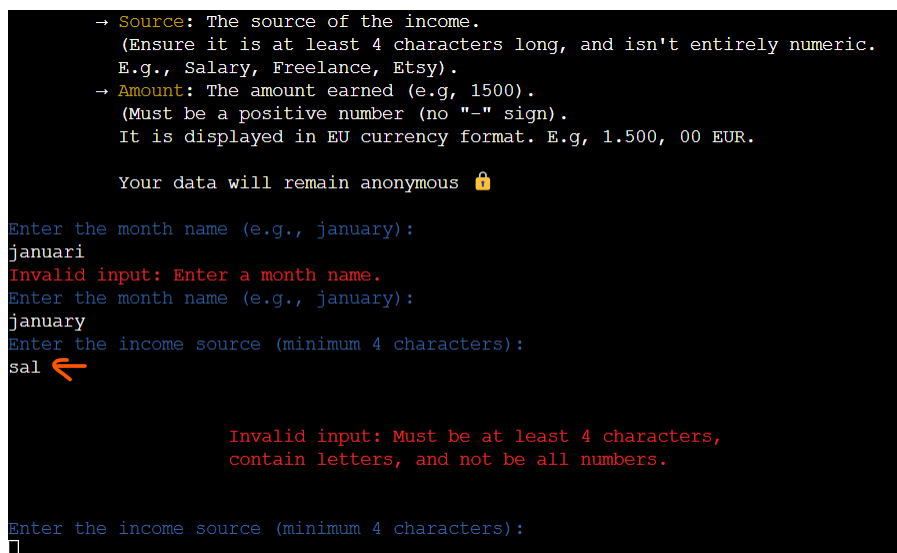 → Source: The source of the income.
(Ensure it is at least 4 characters long, and isn't entirely numeric.
E.g., Salary, Freelance, Etsy).
→ Amount: The amount earned (e.g, 1500).
(Must be a positive number (no "-" sign).
It is displayed in EU currency format. E.g, 1.500, 00 EUR.
Your data will remain anonymous 🔒
Enter the month name (e.g., january):
januari
Invalid input: Enter a month name.
Enter the month name (e.g., january):
january
Enter the income source (minimum 4 characters):
sal
Invalid input: Must be at least 4 characters,
contain letters, and not be all numbers.
Enter the income source (minimum 4 characters):